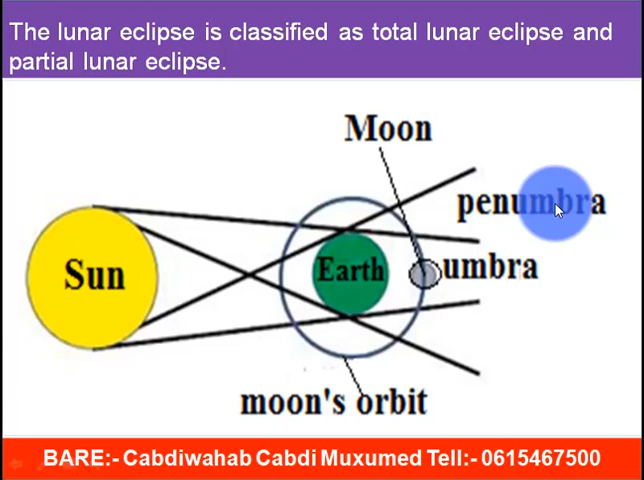 The lunar eclipse is classified as total lunar eclipse and
partial lunar eclipse.
Moon
penumbra
Sun
Earth
umbra
moon's orbit
BARE:- Cabdiwahab Cabdi Muxumed Tell:- 0615467500